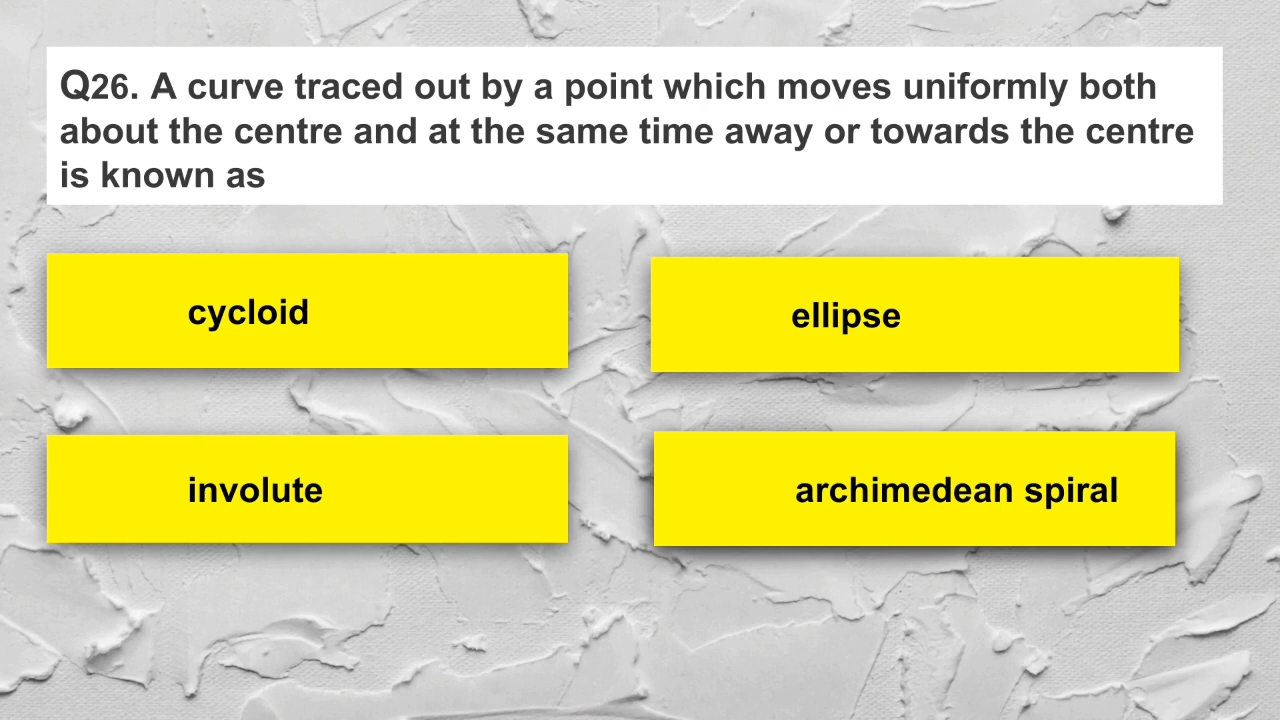 Q26. A curve traced out by a point which moves uniformly both
about the centre and at the same time away or towards the centre
is known as
cycloid
ellipse
involute
archimedean spiral